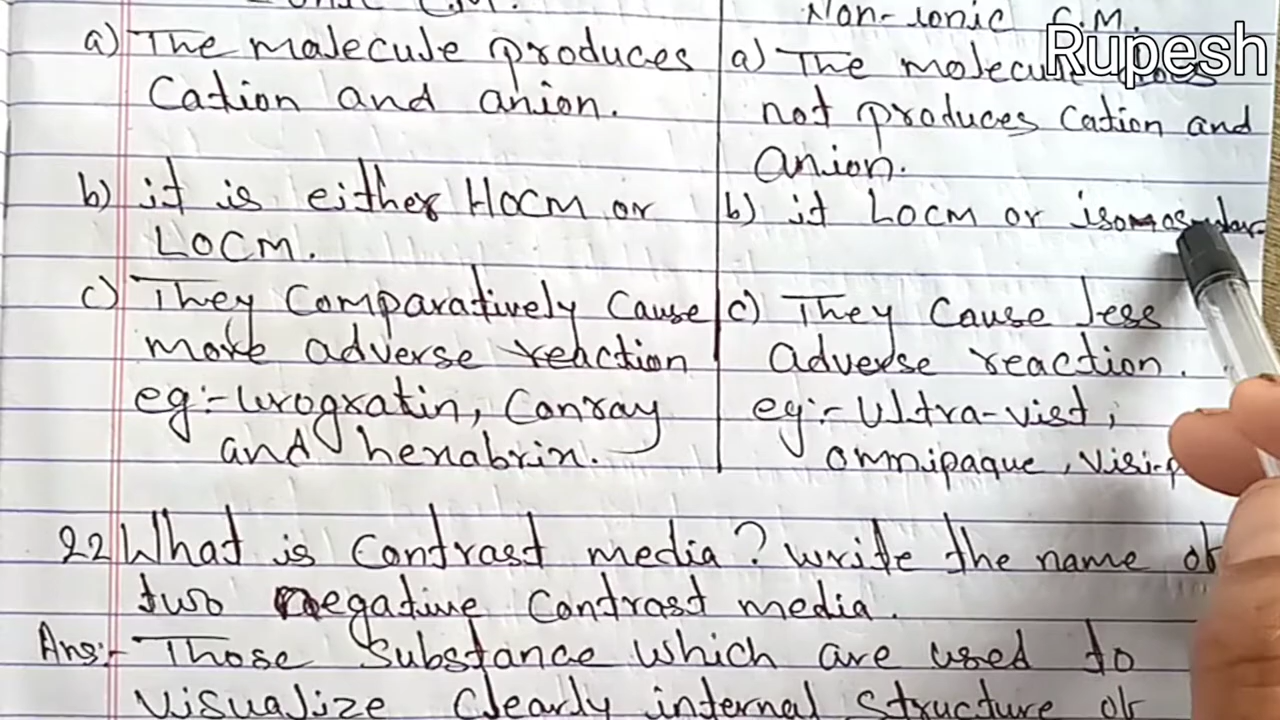 Ionic C.M.
a) The malecule produces
Cation and anion.
b) it is either HOCM or
LOCM.
c) They Comparatively Cause
more adverse reaction
eg:- urografin, Conray
and hexabrix.
Non-ionic C.M.
a) The molecule does
not produces Cation and
anion.
b) it LOCM or
c) They Cause less
adverse reaction.
eg:- Ultra-vist,
omnipaque,
22 What is Contrast media? Write the name of
two negative Contrast media.
Ans:- Those Substance which are used to
visualize Clearly internal structure of
Rupesh